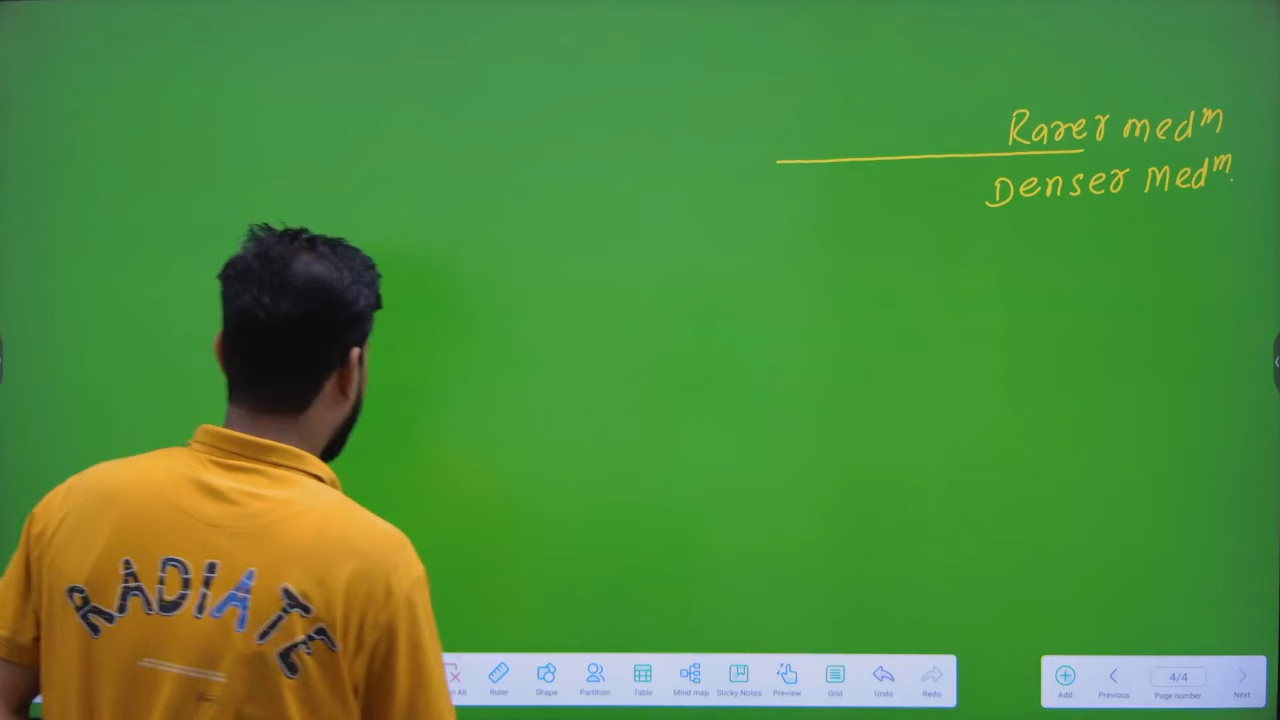 Rarer medm
Denser Medm.
RADIATE
n All
Ruler
Shape
Partition
Table
Mind map
Sticky Notes
Preview
Grid
Undo
Redo
Add
Previous
4/4
Page number
Next